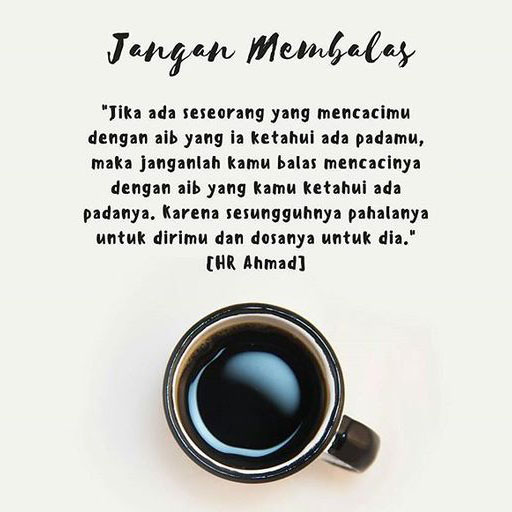 Jangan Membalas
"Jika ada seseorang yang mencacimu
dengan aib yang ia ketahui ada padamu,
maka janganlah kamu balas mencacinya
dengan aib yang kamu ketahui ada
padanya. Karena sesungguhnya pahalanya
untuk dirimu dan dosanya untuk dia."
[HR Ahmad]